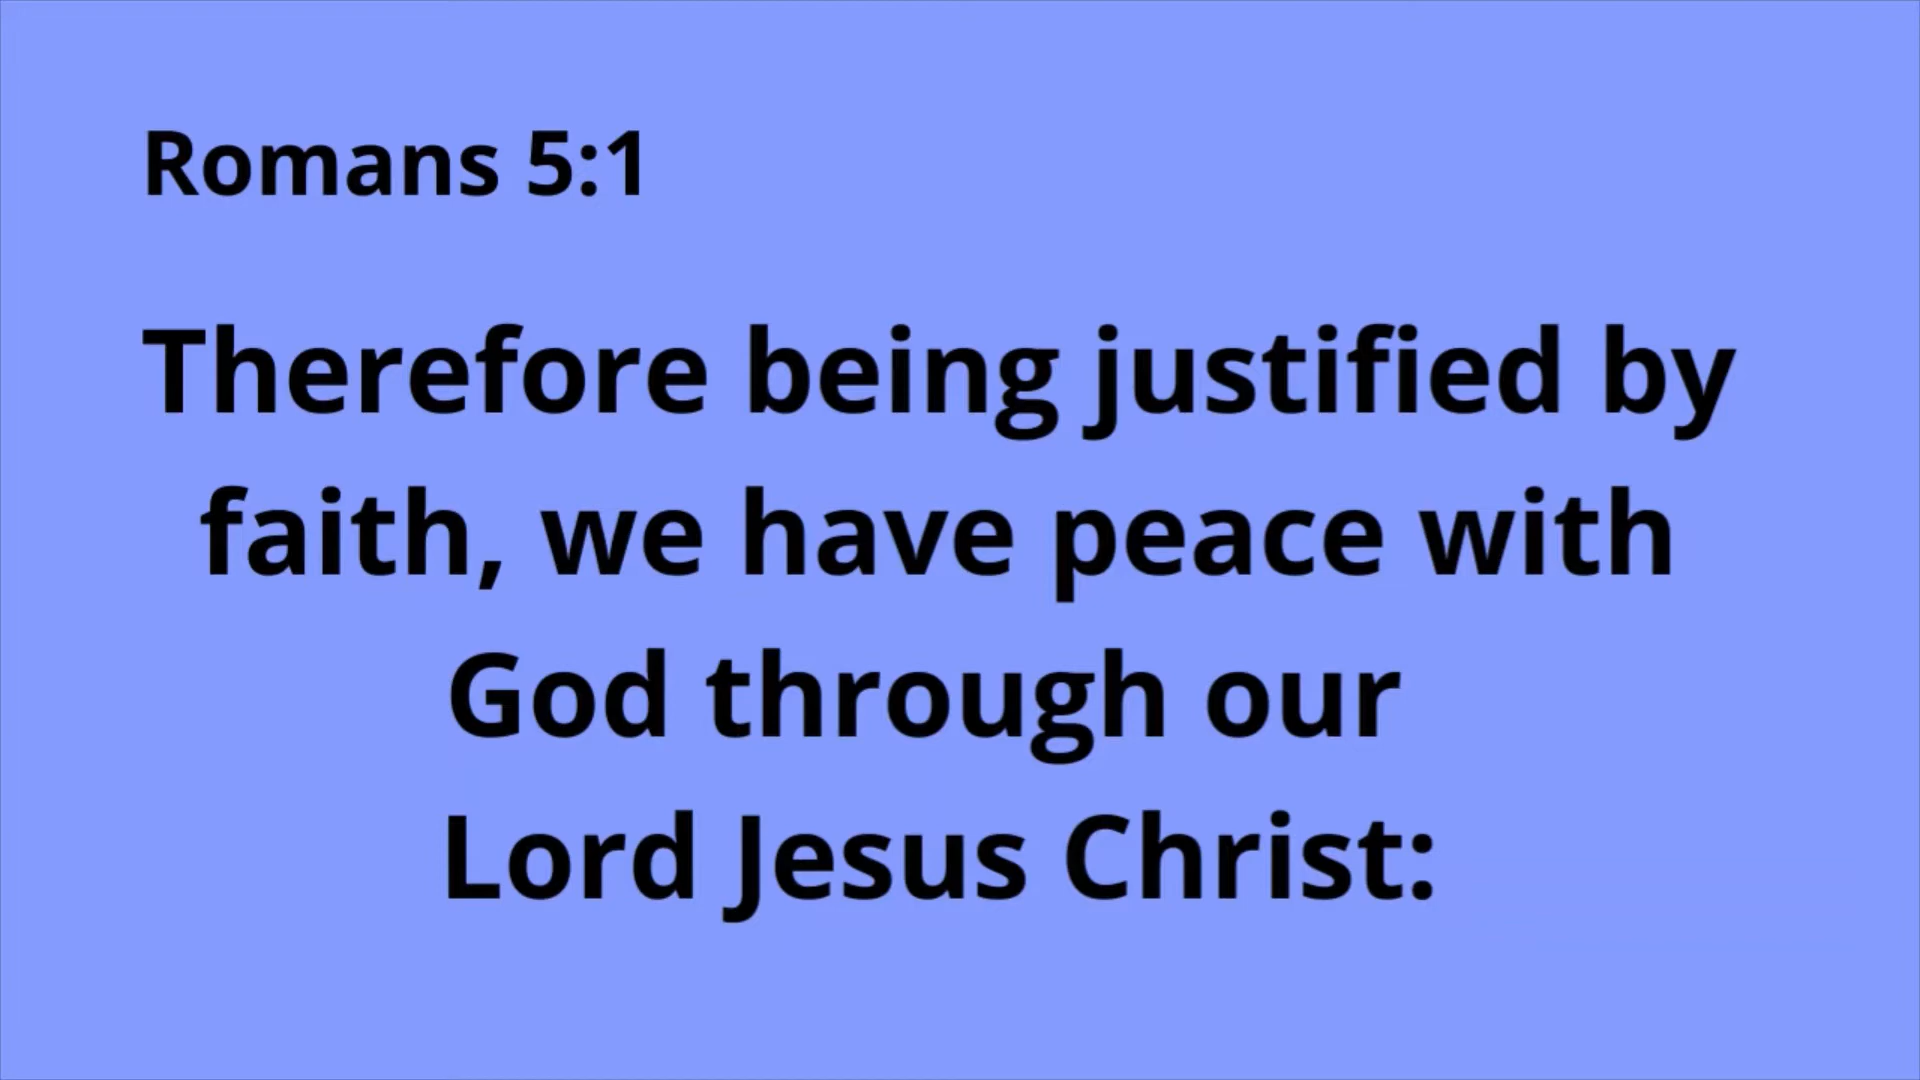 Romans 5:1
Therefore being justified by
faith, we have peace with
God through our
Lord Jesus Christ: